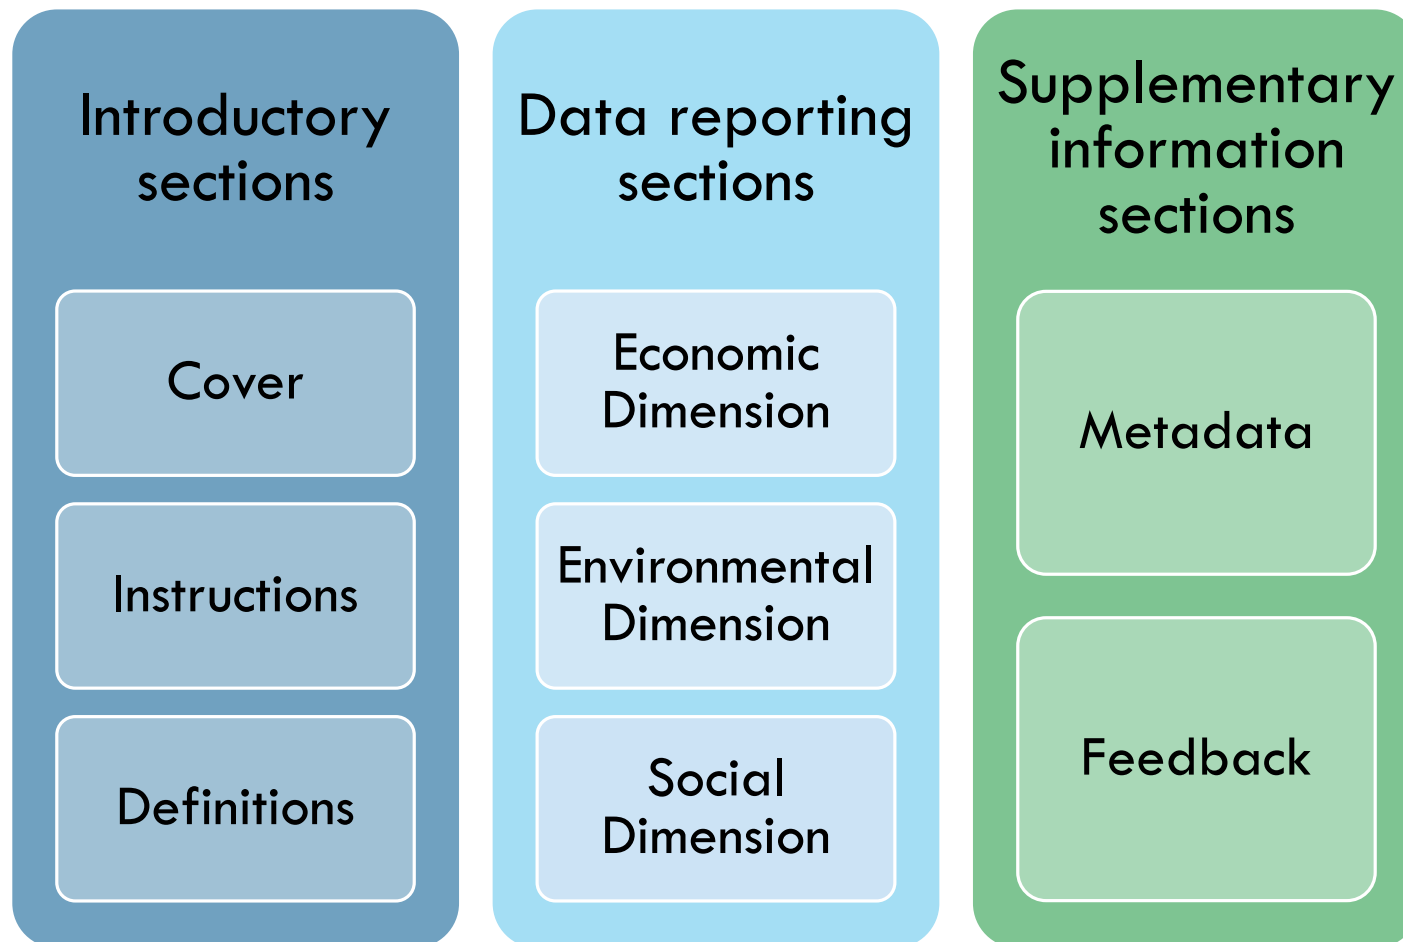 Introductory
sections
Cover
Instructions
Definitions
Data reporting
sections
Economic
Dimension
Environmental
Dimension
Social
Dimension
Supplementary
information
sections
Metadata
Feedback